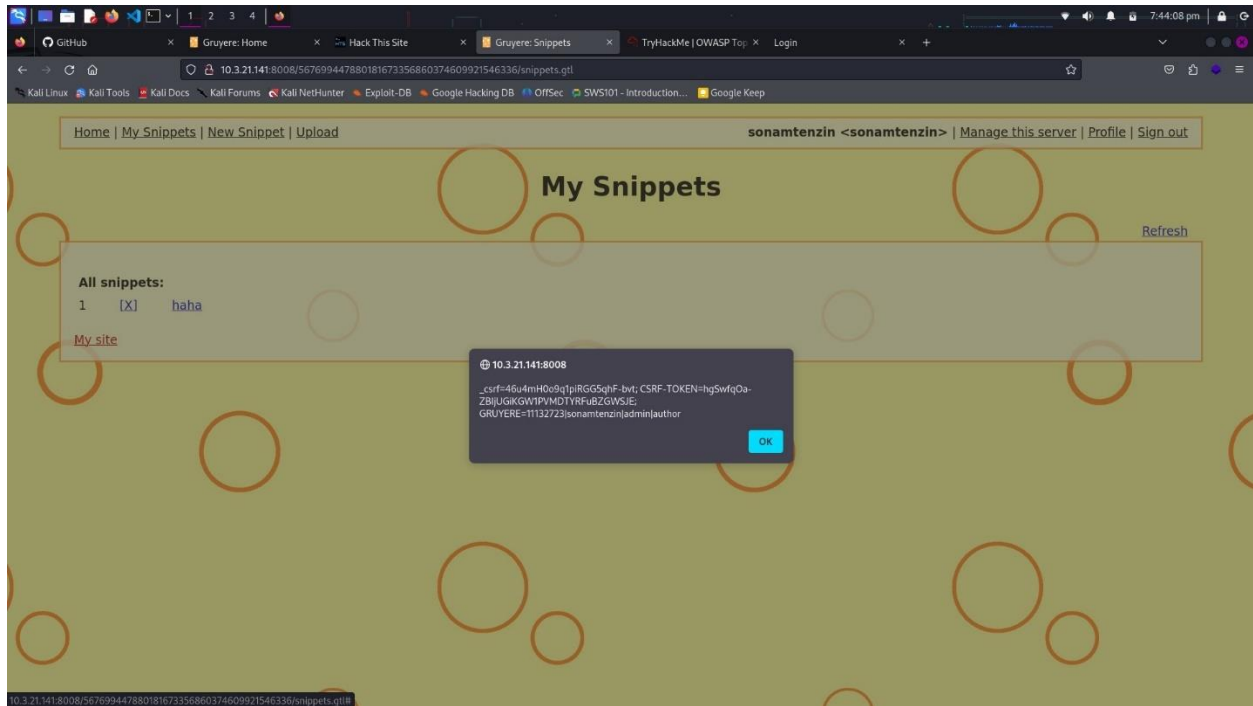 1 2 3 4
7:44:08 pm
GitHub
Gruyere: Home
Hack This Site
Gruyere: Snippets
TryHackMe | OWASP Top
Login
10.3.21.141:8008/567699447880181673356860374609921546336/snippets.gtl
Kali Linux Kali Tools Kali Docs Kali Forums Kali NetHunter Exploit-DB Google Hacking DB OffSec SWS101 - Introduction... Google Keep
Home | My Snippets | New Snippet | Upload
sonamtenzin <sonamtenzin> | Manage this server | Profile | Sign out
My Snippets
Refresh
All snippets:
1 [X] haha
My site
10.3.21.141:8008
_csrf=46u4mH0o9q1piRGG5qhF-bvt; CSRF-TOKEN=hgSwfqOa-
ZBIjUGiKGW1PVMDTYRFuBZGWSJE;
GRUYERE=11132723|sonamtenzin|admin|author
OK
10.3.21.141:8008/567699447880181673356860374609921546336/snippets.gtl#